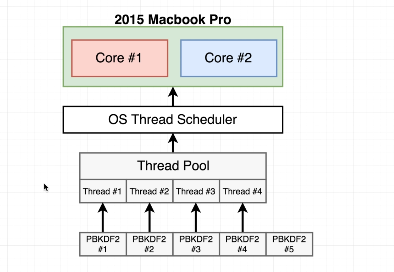 2015 Macbook Pro
Core #1 Core #2
OS Thread Scheduler
Thread Pool
Thread #1 Thread #2 Thread #3 Thread #4
PBKDF2 PBKDF2 PBKDF2 PBKDF2 PBKDF2
#1 #2 #3 #4 #5